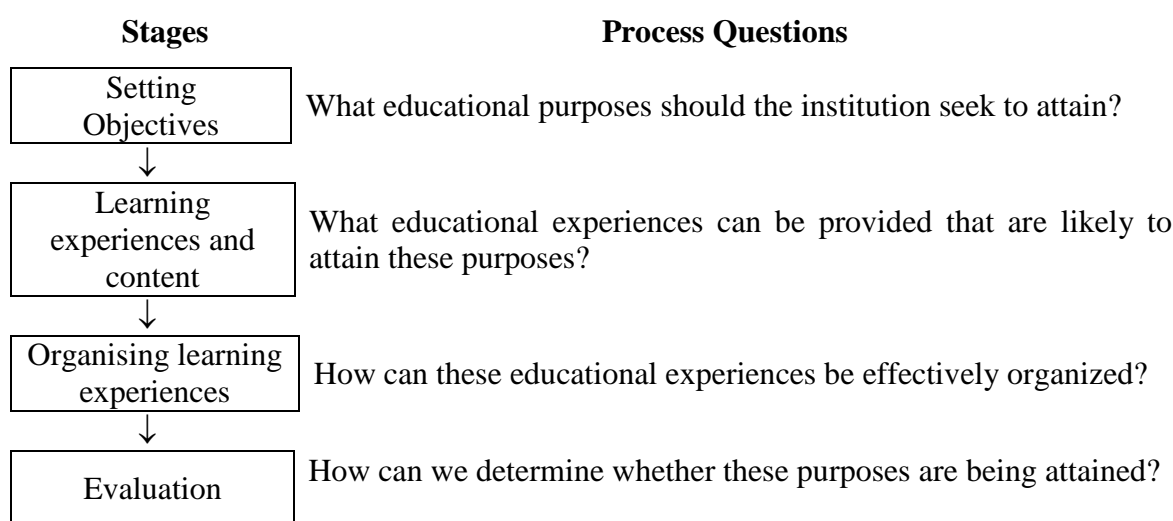 Stages Process Questions
Setting
Objectives
What educational purposes should the institution seek to attain?
↓
Learning
experiences and
content
What educational experiences can be provided that are likely to
attain these purposes?
↓
Organising learning
experiences
How can these educational experiences be effectively organized?
↓
Evaluation
How can we determine whether these purposes are being attained?